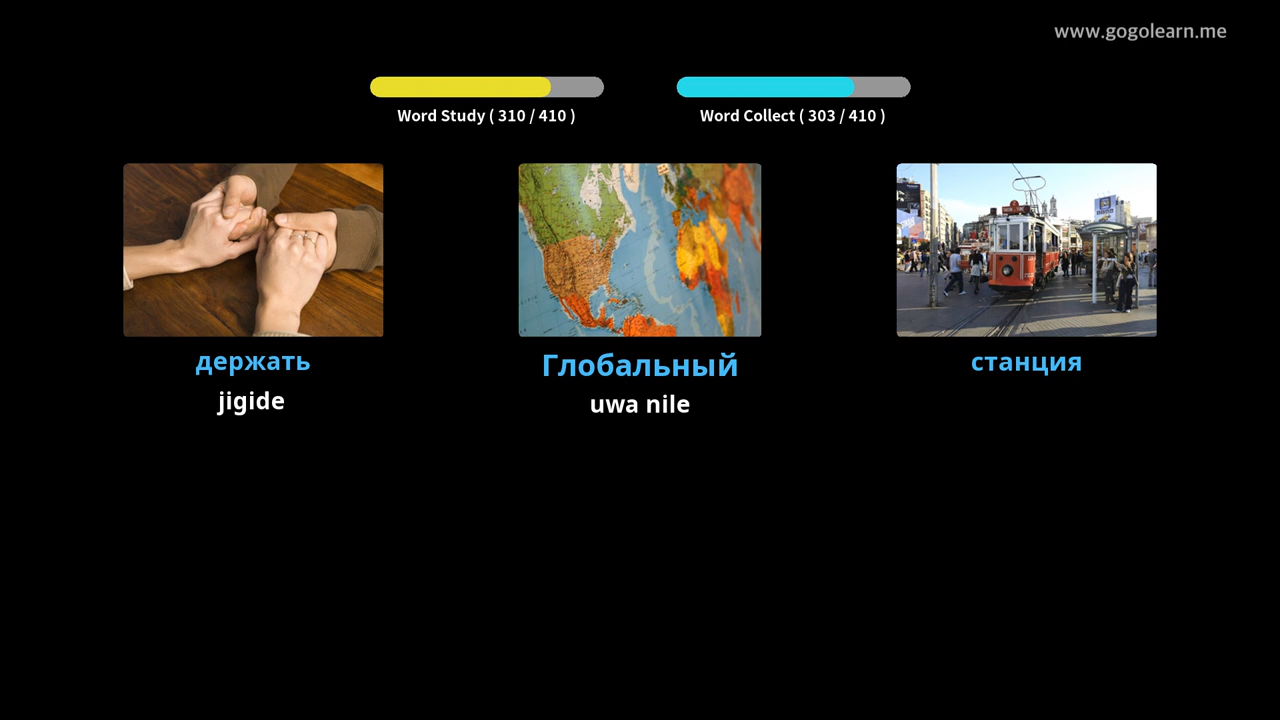 www.gogolearn.me
Word Study ( 310 / 410 )
Word Collect ( 303 / 410 )
держать
Глобальный
станция
jigide
uwa nile